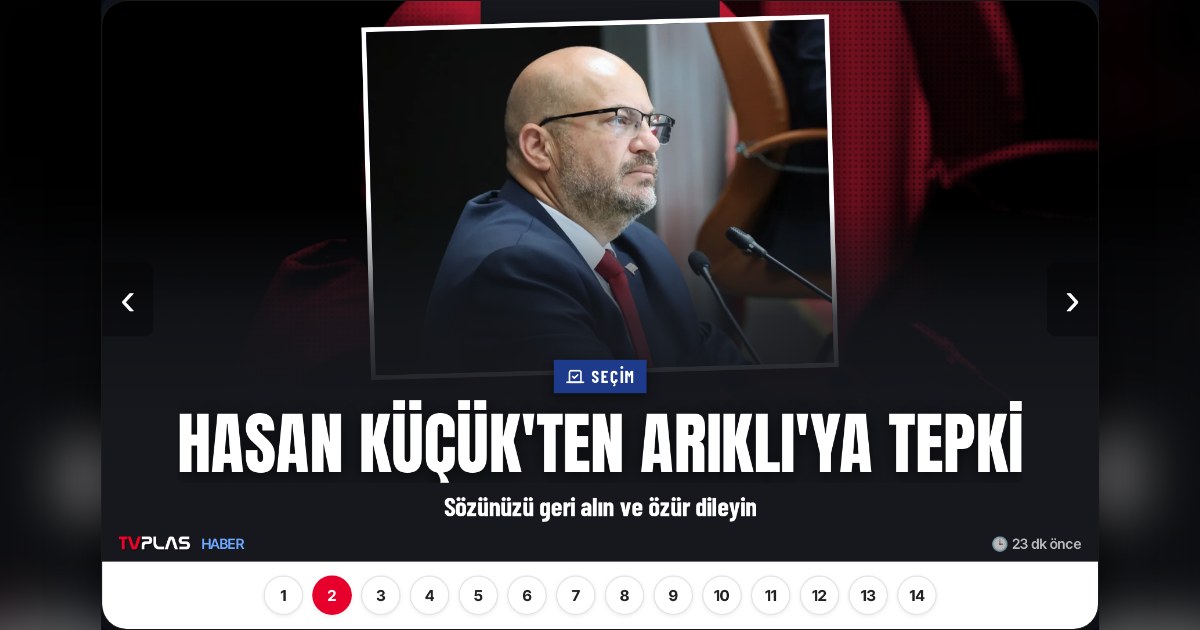 SEÇİM
HASAN KÜÇÜK'TEN ARIKLI'YA TEPKİ
Sözünüzü geri alın ve özür dileyin
TVPLAS HABER
23 dk önce
1 2 3 4 5 6 7 8 9 10 11 12 13 14